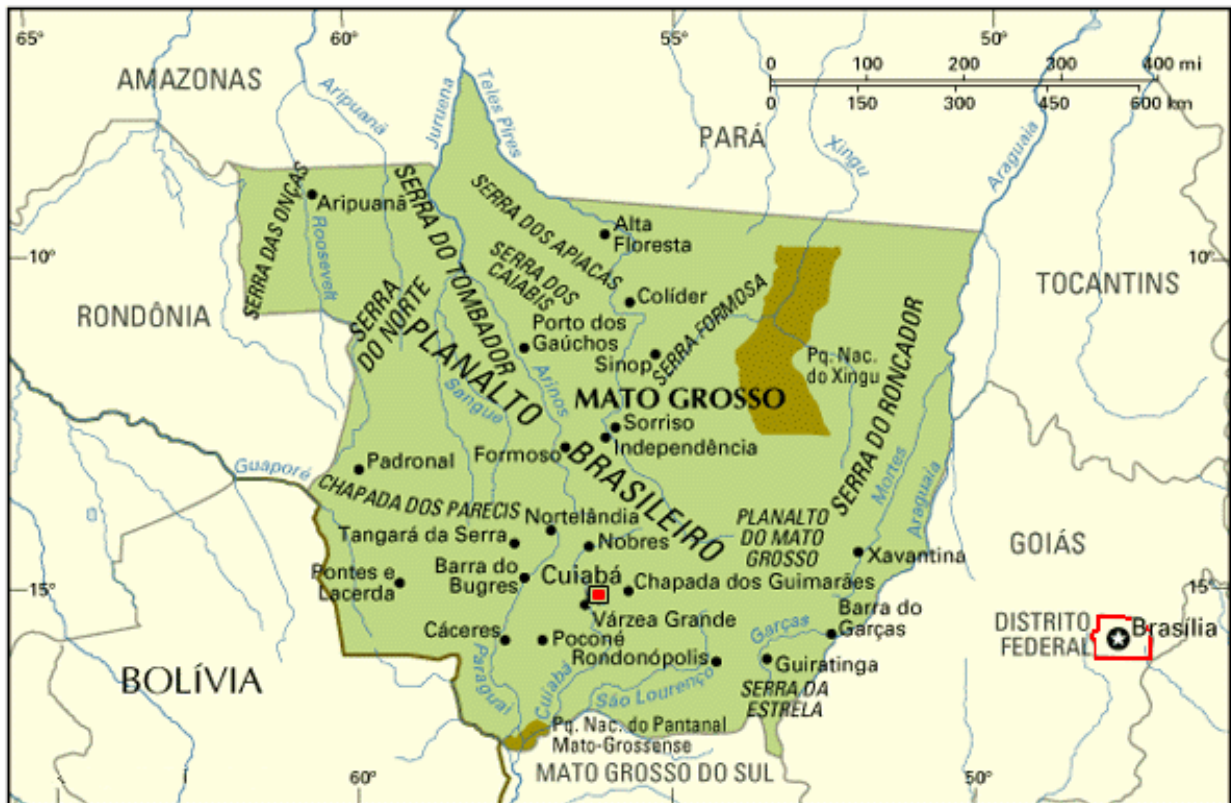 65°
60°
55°
50°
0 100 200 300 400 mi
0 150 300 450 600 km
AMAZONAS
Aripuanã
Juruena
Teles Pires
PARÁ
Xingu
Araguaia
SERRA DAS ONÇAS
Aripuanã
Roosevelt
SERRA DO TOMBADOR
SERRA DOS APIACAS
Alta
Floresta
10°
10°
SERRA DOS
CAIABIS
Colíder
TOCANTINS
RONDÔNIA
SERRA
DO NORTE
PLANALTO
BRASILEIRO
Porto dos
Gaúchos
Sinop
SERRA FORMOSA
Pq. Nac.
do Xingu
SERRA DO RONCADOR
Sangue
Arinos
MATO GROSSO
Sorriso
Independência
Formoso
Guaporé
Padronal
CHAPADA DOS PARECIS
Nortelândia
Tangará da Serra
Nobres
PLANALTO
DO MATO
GROSSO
Mortes
Araguaia
Xavantina
GOIÁS
Pontes e
Lacerda
Barra do
Bugres
Cuiabá
Chapada dos Guimarães
15°
15°
Várzea Grande
Garças
Barra do
Garças
DISTRITO
FEDERAL
Brasília
Cáceres
Poconé
Rondonópolis
Guiratinga
BOLÍVIA
Paraguai
Cuiabá
São Lourenço
SERRA DA
ESTRELA
Pq. Nac. do Pantanal
Mato-Grossense
MATO GROSSO DO SUL
60°
50°